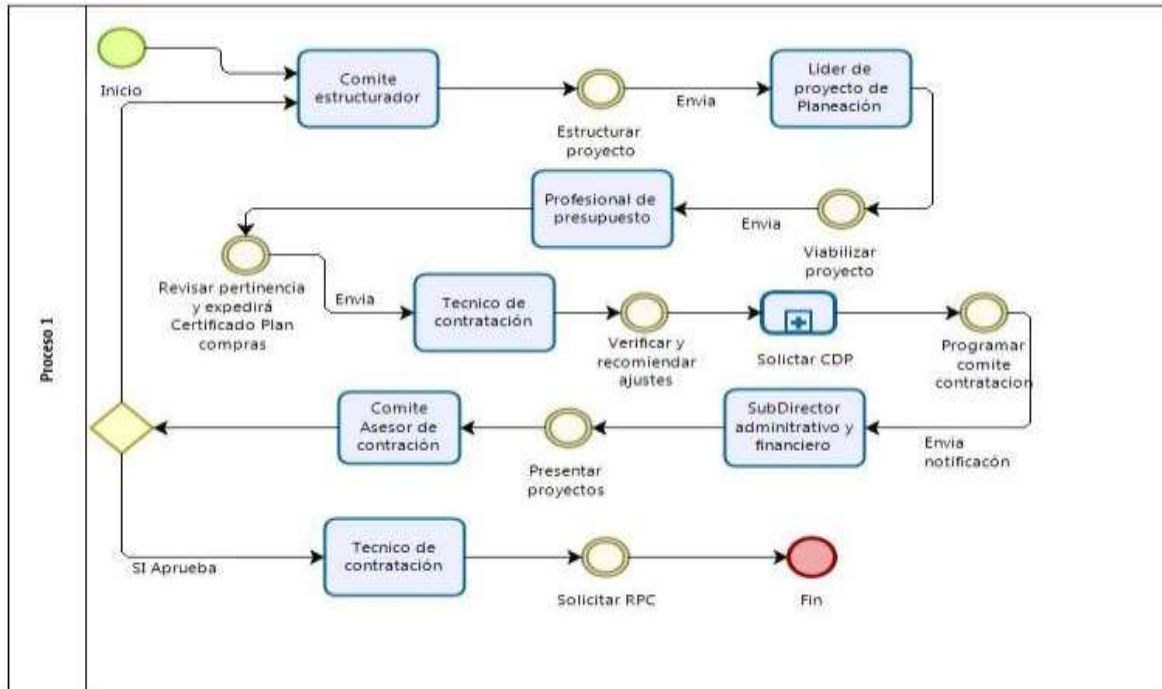 Proceso 1
Inicio
Comite
estructurador
Estructurar
proyecto
Envia
Lider de
proyecto de
Planeación
Viabilizar
proyecto
Envia
Profesional de
presupuesto
Revisar pertinencia
y expedirá
Certificado Plan
compras
Envia
Tecnico de
contratación
Verificar y
recomiendar
ajustes
Solictar CDP
Programar
comite
contratacion
Envia
notificacón
SubDirector
adminitrativo y
financiero
Presentar
proyectos
Comite
Asesor de
contración
SI Aprueba
Tecnico de
contratación
Solicitar RPC
Fin